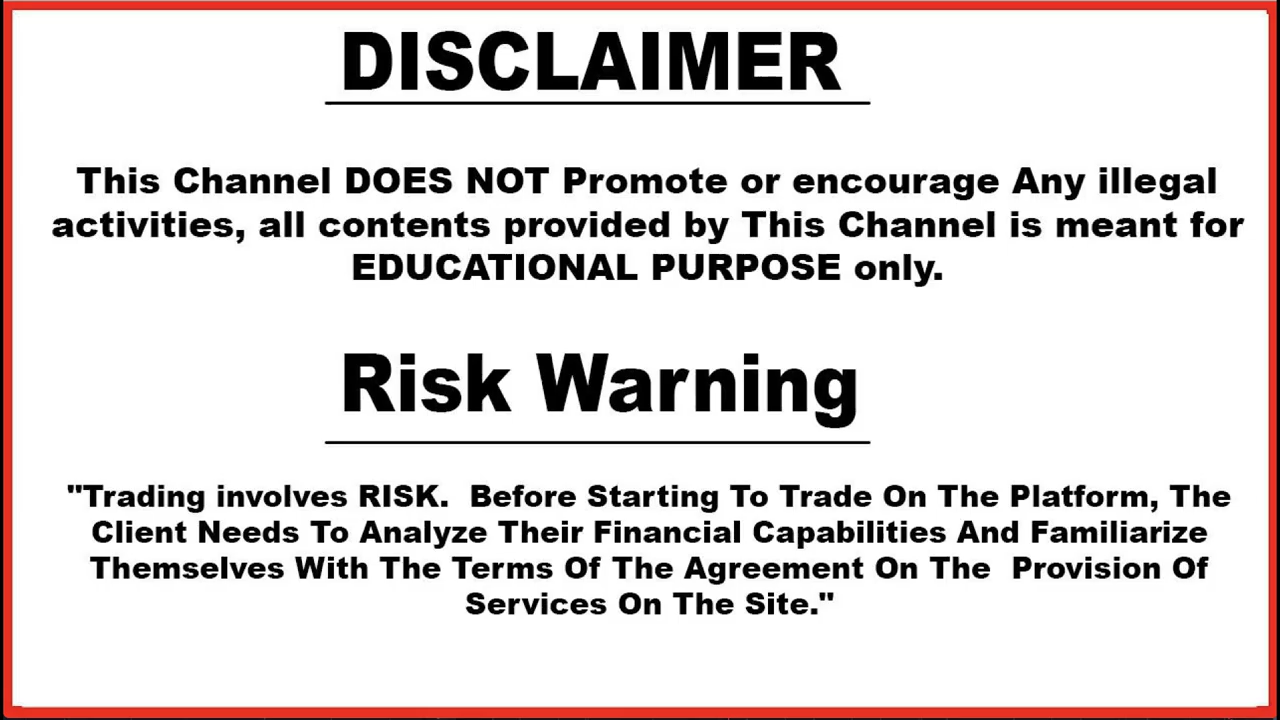 DISCLAIMER
This Channel DOES NOT Promote or encourage Any illegal
activities, all contents provided by This Channel is meant for
EDUCATIONAL PURPOSE only.
Risk Warning
"Trading involves RISK.  Before Starting To Trade On The Platform, The
Client Needs To Analyze Their Financial Capabilities And Familiarize
Themselves With The Terms Of The Agreement On The  Provision Of
Services On The Site."